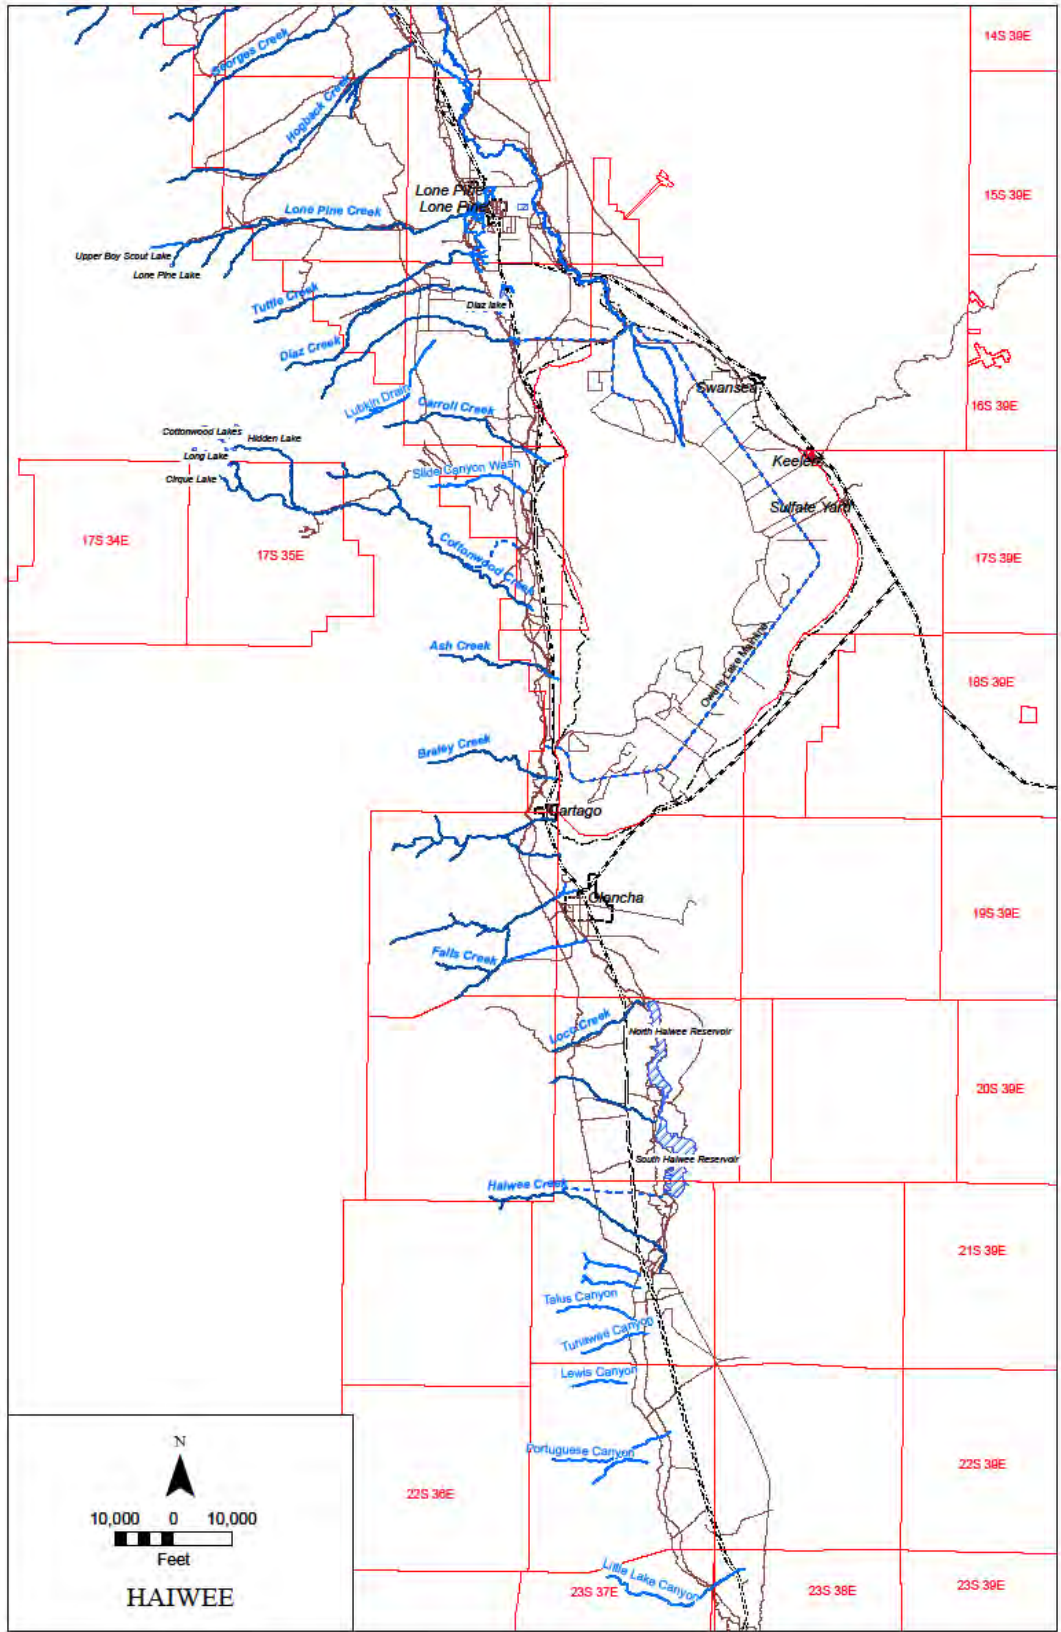 14S 39E
Georges Creek
Hogback Creek
15S 39E
Lone Pine
Lone Pine
Lone Pine Creek
Upper Boy Scout Lake
Lone Pine Lake
Tuttle Creek
Diaz lake
Diaz Creek
Swansea
Lubkin Drain
Carroll Creek
16S 39E
Cottonwood Lakes
Hidden Lake
Long Lake
Cirque Lake
Slide Canyon Wash
Keeler
Sulfate Yard
17S 34E
17S 35E
Cottonwood Creek
17S 39E
Ash Creek
Owens Lake Mainline
18S 39E
Braley Creek
Cartago
Olancha
19S 39E
Falls Creek
Loco Creek
North Haiwee Reservoir
20S 39E
South Haiwee Reservoir
Haiwee Creek
21S 39E
Talus Canyon
Tunawee Canyon
Lewis Canyon
Portuguese Canyon
22S 39E
22S 36E
N
10,000 0 10,000
Feet
HAIWEE
Little Lake Canyon
23S 37E
23S 38E
23S 39E